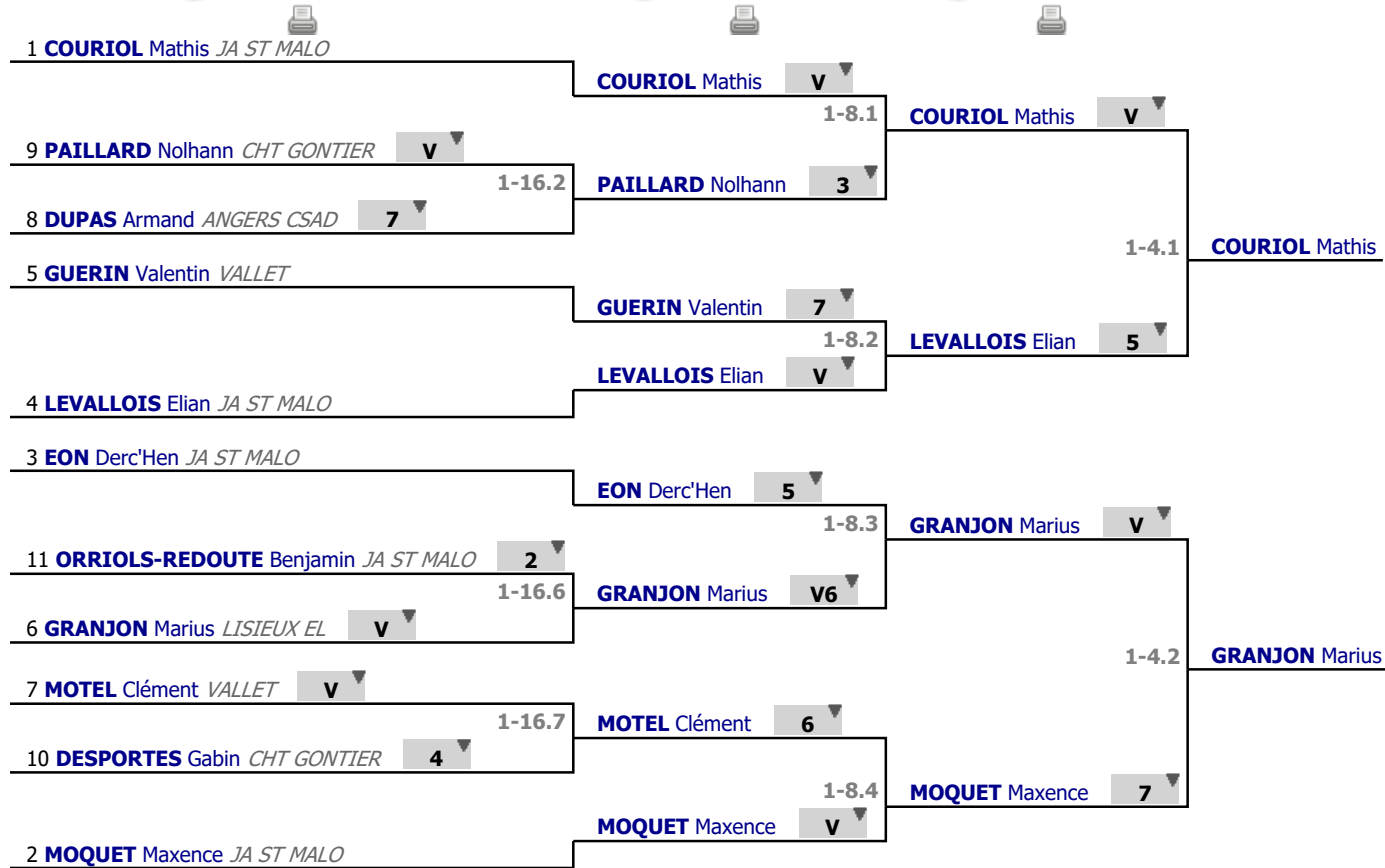 1 COURIOL Mathis JA ST MALO
COURIOL Mathis V
1-8.1
COURIOL Mathis V
9 PAILLARD Nolhann CHT GONTIER V
1-16.2
PAILLARD Nolhann 3
8 DUPAS Armand ANGERS CSAD 7
1-4.1
COURIOL Mathis
5 GUERIN Valentin VALLET
GUERIN Valentin 7
1-8.2
LEVALLOIS Elian 5
LEVALLOIS Elian V
4 LEVALLOIS Elian JA ST MALO
3 EON Derc'Hen JA ST MALO
EON Derc'Hen 5
1-8.3
GRANJON Marius V
11 ORRIOLS-REDOUTE Benjamin JA ST MALO 2
1-16.6
GRANJON Marius V6
6 GRANJON Marius LISIEUX EL V
1-4.2
GRANJON Marius
7 MOTEL Clément VALLET V
1-16.7
MOTEL Clément 6
10 DESPORTES Gabin CHT GONTIER 4
1-8.4
MOQUET Maxence 7
MOQUET Maxence V
2 MOQUET Maxence JA ST MALO